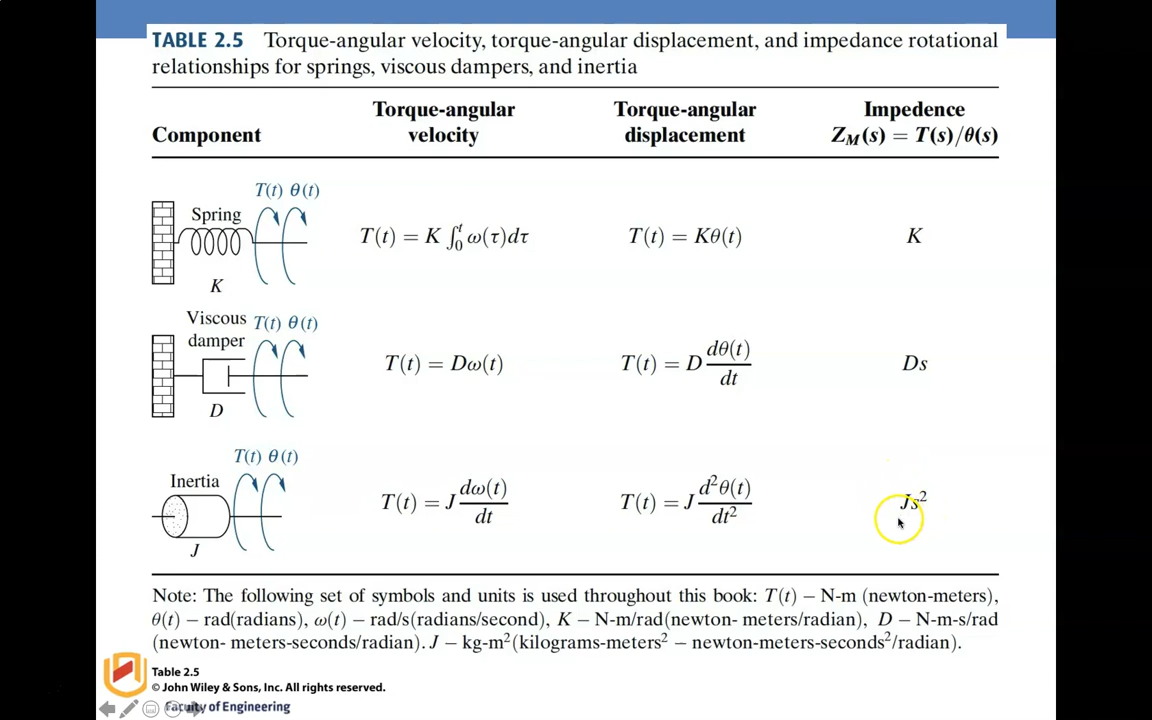 TABLE 2.5 Torque-angular velocity, torque-angular displacement, and impedance rotational
relationships for springs, viscous dampers, and inertia
Component
Torque-angular
velocity
Torque-angular
displacement
Impedence
Z_M(s) = T(s)/θ(s)
T(t) θ(t)
Spring
K
T(t) = K ∫₀ᵗ ω(τ)dτ
T(t) = Kθ(t)
K
Viscous
damper
T(t) θ(t)
D
T(t) = Dω(t)
T(t) = D dθ(t)/dt
Ds
T(t) θ(t)
Inertia
J
T(t) = J dω(t)/dt
T(t) = J d²θ(t)/dt²
Js²
Note: The following set of symbols and units is used throughout this book: T(t) – N-m (newton-meters),
θ(t) – rad(radians), ω(t) – rad/s(radians/second), K – N-m/rad(newton- meters/radian), D – N-m-s/rad
(newton- meters-seconds/radian). J – kg-m²(kilograms-meters² – newton-meters-seconds²/radian).
Table 2.5
© John Wiley & Sons, Inc. All rights reserved.
Faculty of Engineering